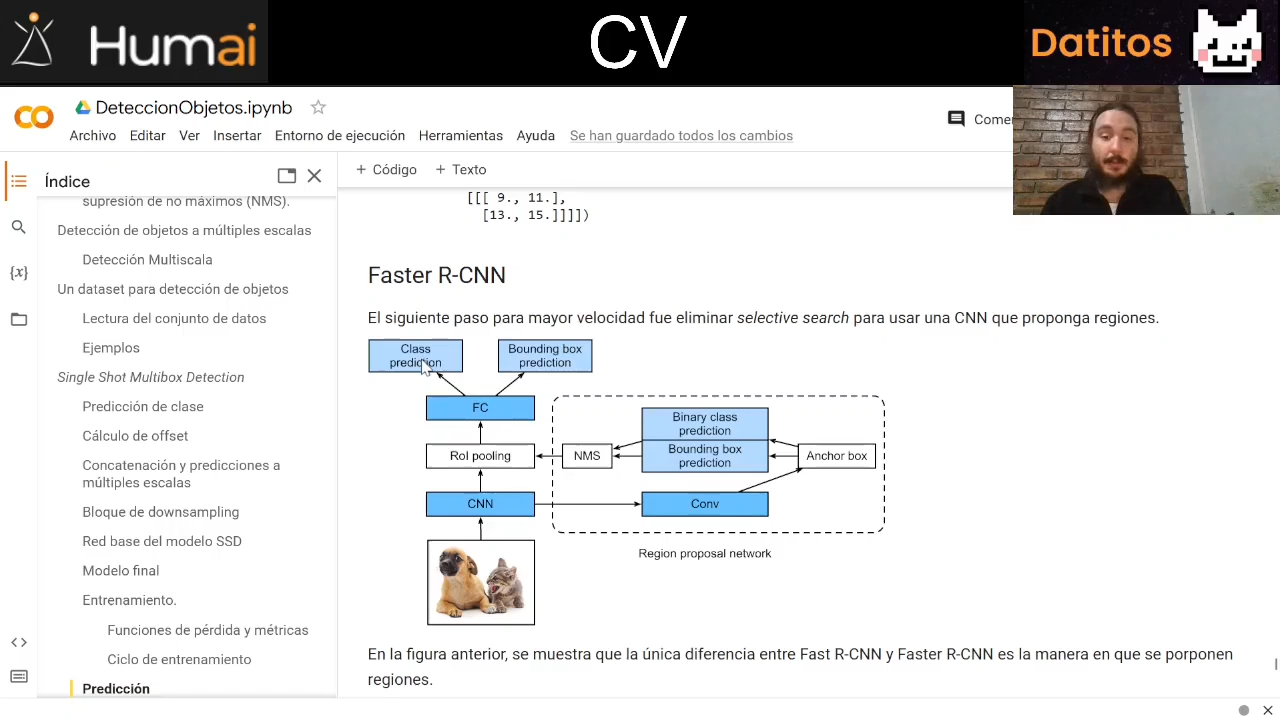 Humai
CV
Datitos
CO
DeteccionObjetos.ipynb
Archivo Editar Ver Insertar Entorno de ejecución Herramientas Ayuda Se han guardado todos los cambios
Comer
Índice
+ Código + Texto
supresión de no máximos (NMS).
Detección de objetos a múltiples escalas
Detección Multiscala
Un dataset para detección de objetos
Lectura del conjunto de datos
Ejemplos
Single Shot Multibox Detection
Predicción de clase
Cálculo de offset
Concatenación y predicciones a
múltiples escalas
Bloque de downsampling
Red base del modelo SSD
Modelo final
Entrenamiento.
Funciones de pérdida y métricas
Ciclo de entrenamiento
Predicción
{x}
[[[ 9., 11.],
[13., 15.]]]])
Faster R-CNN
El siguiente paso para mayor velocidad fue eliminar selective search para usar una CNN que proponga regiones.
Class
prediction
Bounding box
prediction
FC
RoI pooling
CNN
NMS
Binary class
prediction
Bounding box
prediction
Anchor box
Conv
Region proposal network
En la figura anterior, se muestra que la única diferencia entre Fast R-CNN y Faster R-CNN es la manera en que se porponen
regiones.